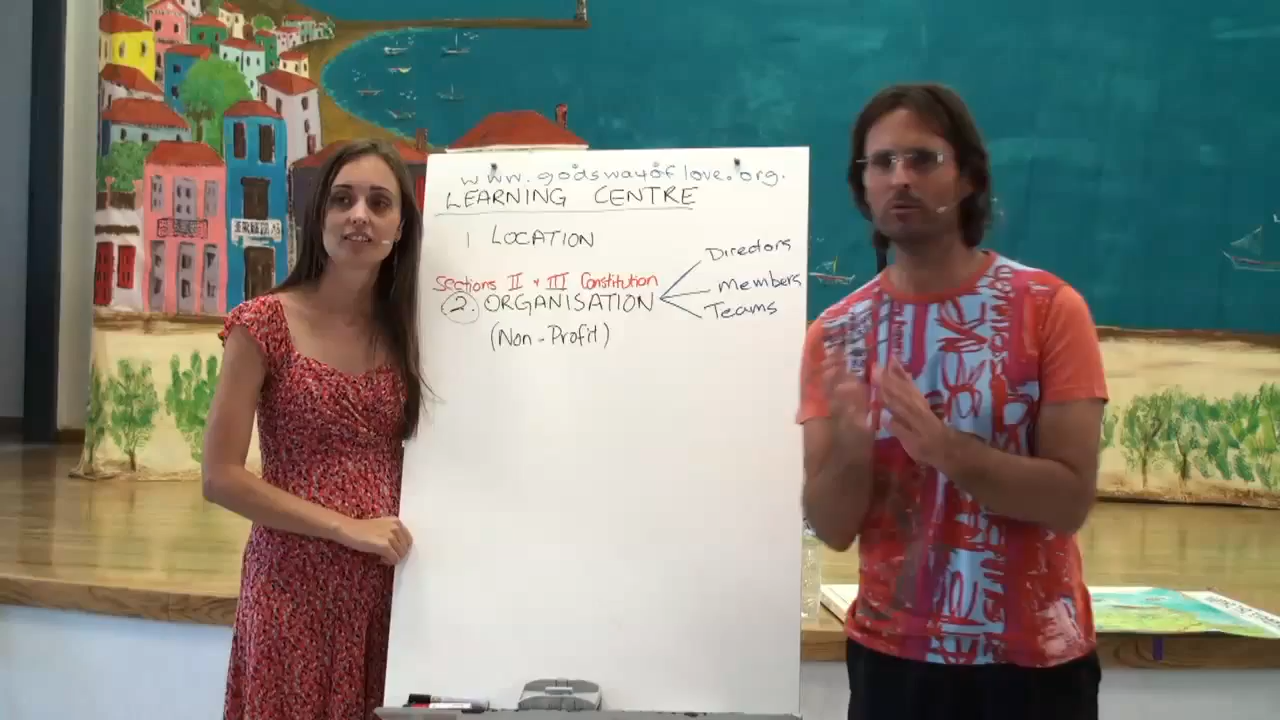 www.godswayoflove.org.
LEARNING CENTRE
1 LOCATION
Sections II & III Constitution
2. ORGANISATION
(Non-Profit)
Directors
Members
Teams